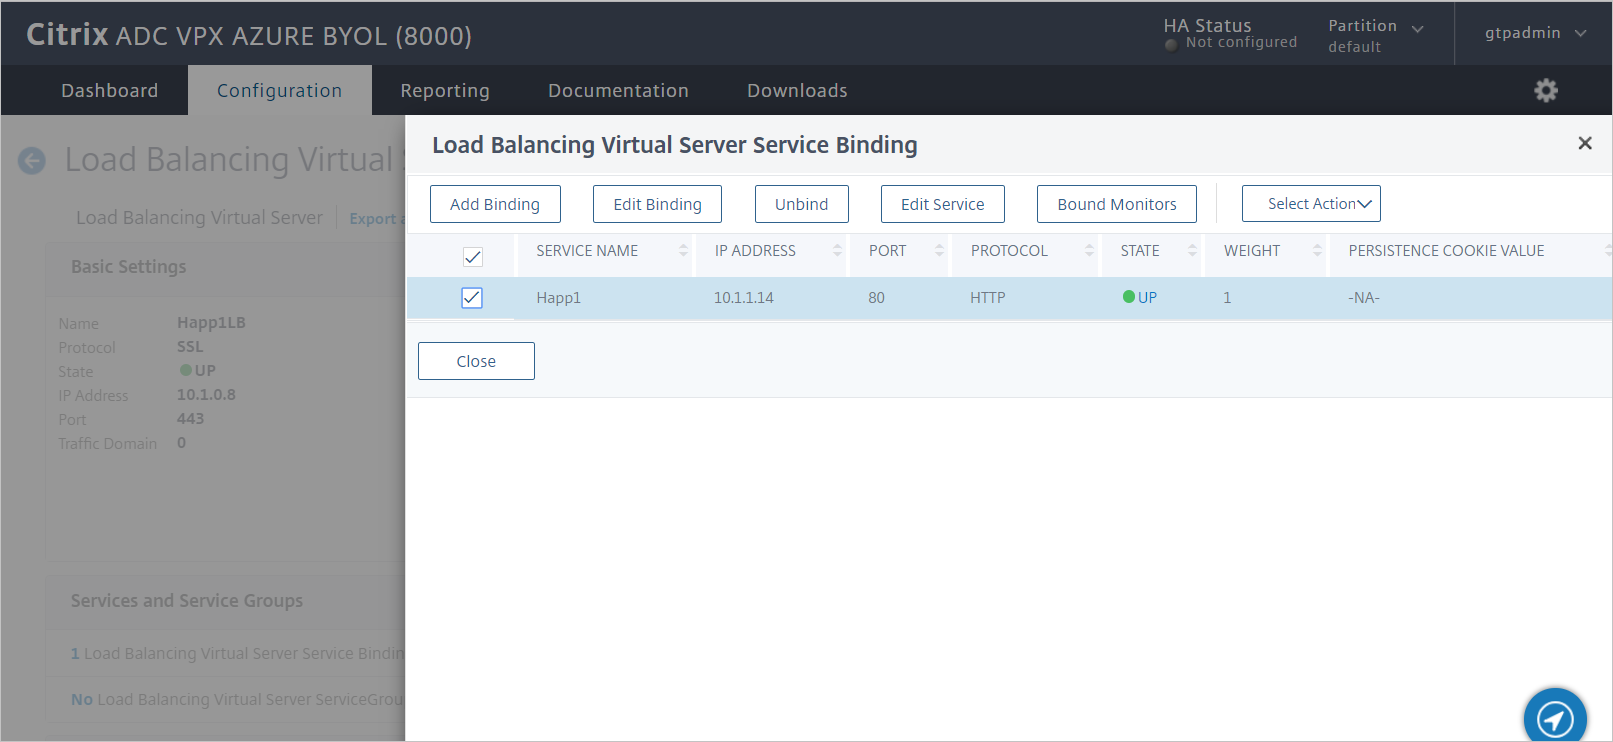 Citrix ADC VPX AZURE BYOL (8000)
HA Status
Not configured
Partition
default
gtpadmin
Dashboard
Configuration
Reporting
Documentation
Downloads
Load Balancing Virtual
Load Balancing Virtual Server
Export
Basic Settings
Name Happ1LB
Protocol SSL
State UP
IP Address 10.1.0.8
Port 443
Traffic Domain 0
Services and Service Groups
1 Load Balancing Virtual Server Service Bindin
No Load Balancing Virtual Server ServiceGrou
Load Balancing Virtual Server Service Binding
Add Binding
Edit Binding
Unbind
Edit Service
Bound Monitors
Select Action
SERVICE NAME IP ADDRESS PORT PROTOCOL STATE WEIGHT PERSISTENCE COOKIE VALUE
Happ1 10.1.1.14 80 HTTP UP 1 -NA-
Close